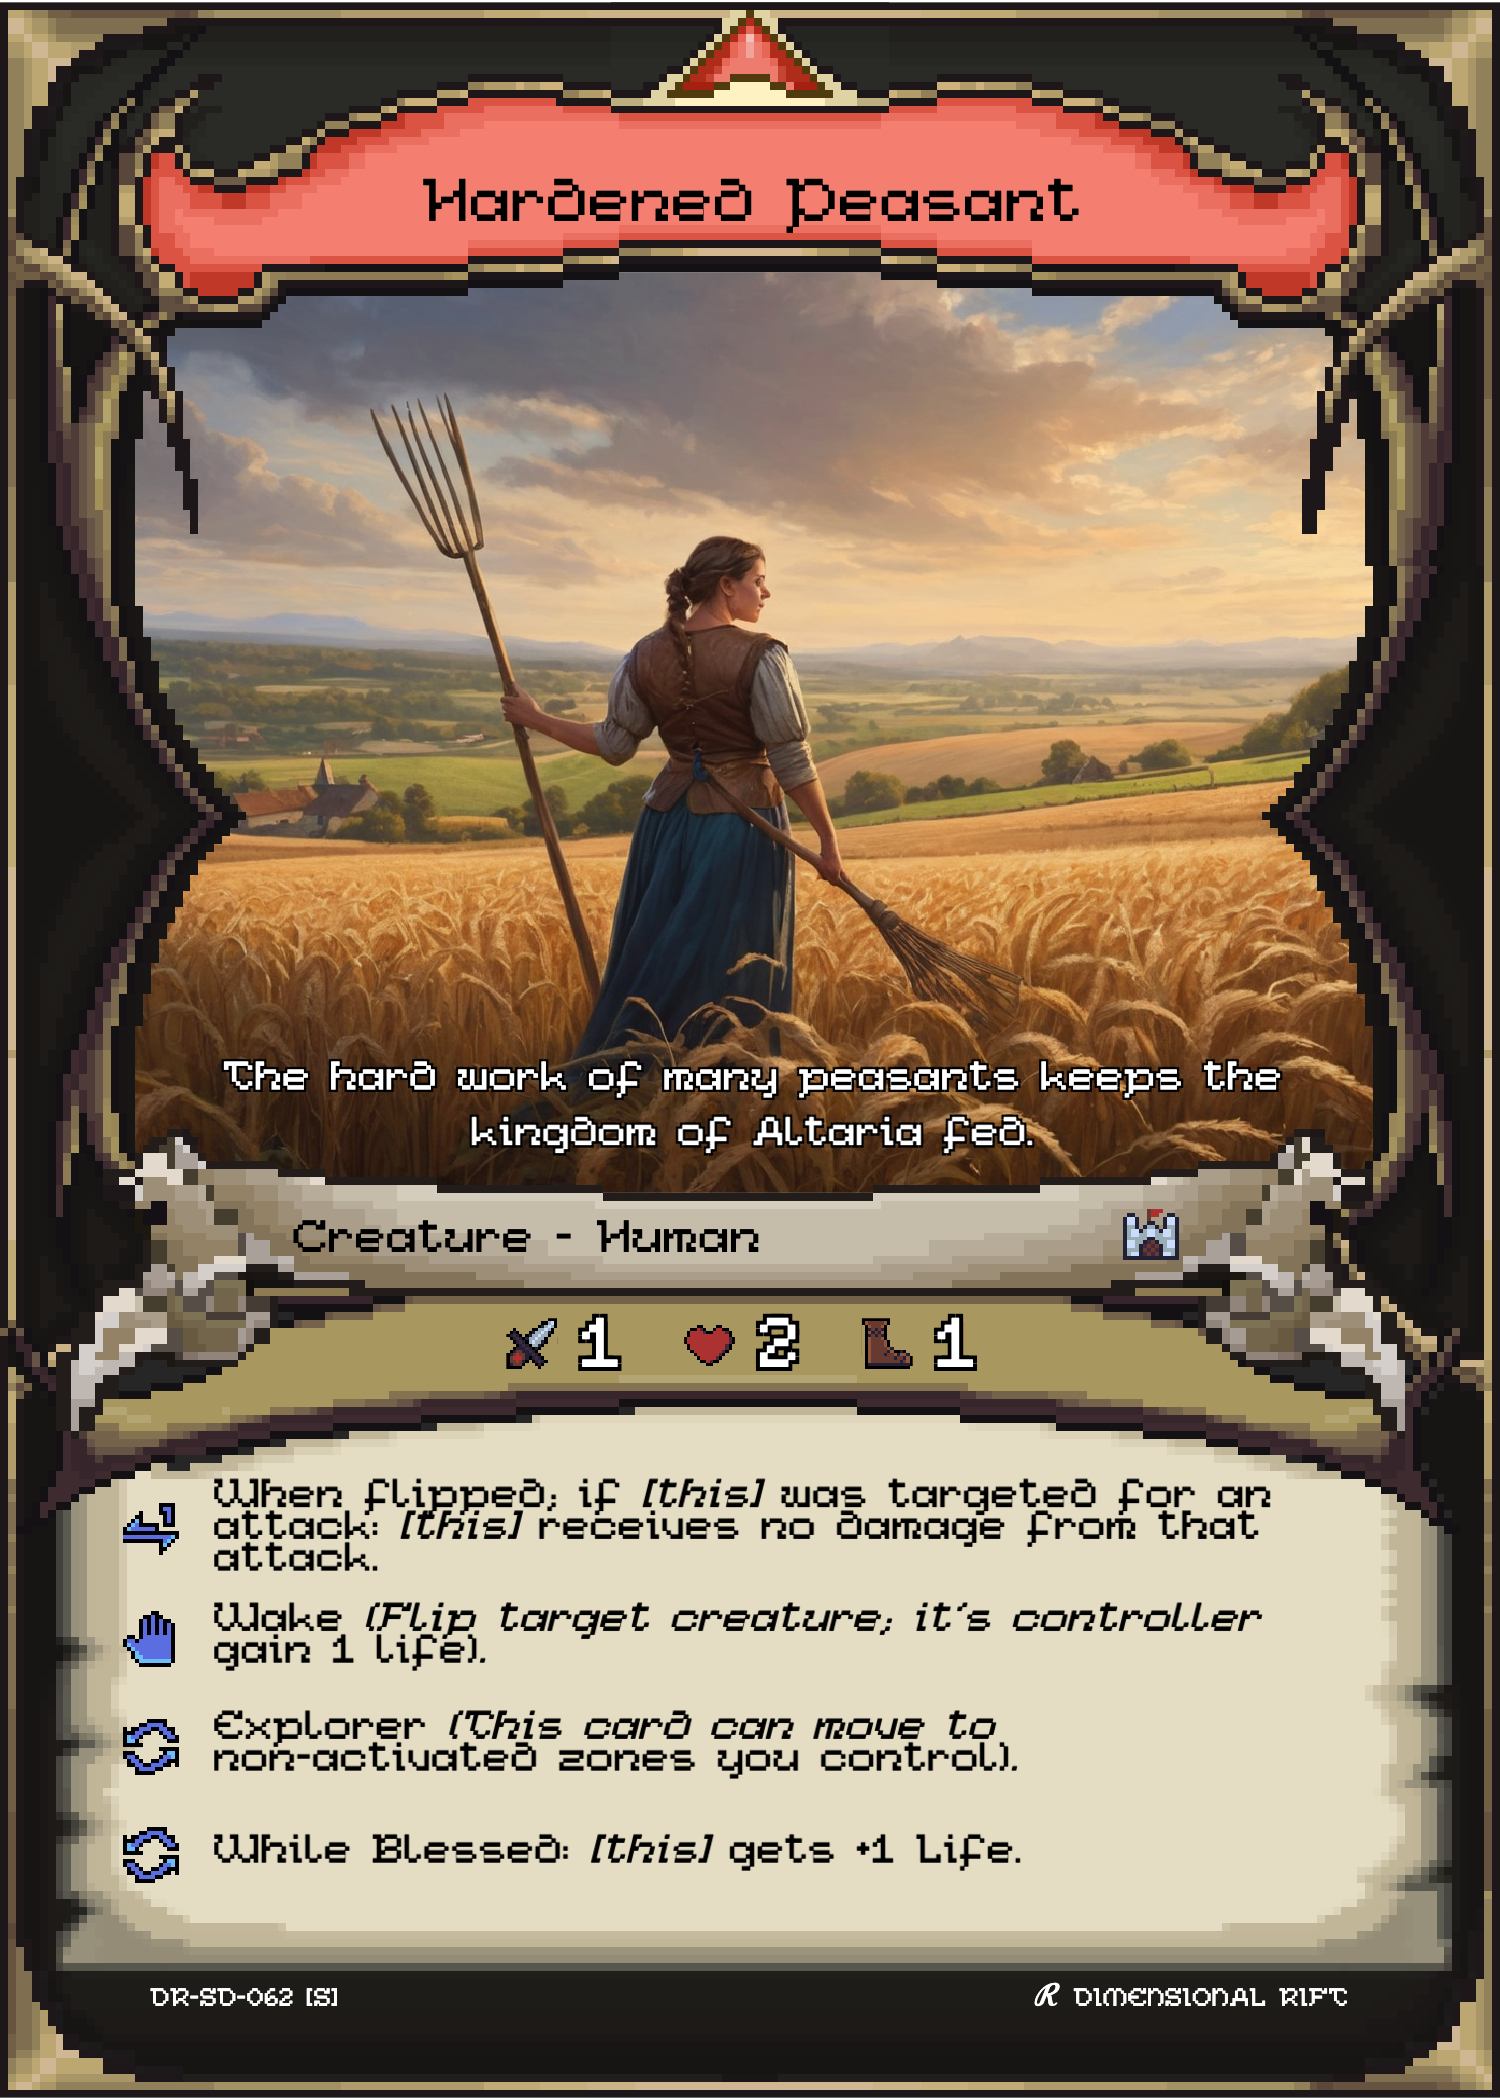 Hardened Peasant
The hard work of many peasants keeps the
kingdom of Altaria fed.
Creature - Human
1 2 1
When flipped; if [this] was targeted for an
attack: [this] receives no damage from that
attack.
Wake (Flip target creature; it's controller
gain 1 life).
Explorer (This card can move to
non-activated zones you control).
While Blessed: [this] gets +1 Life.
DR-SD-062 [S]
R DIMENSIONAL RIFT